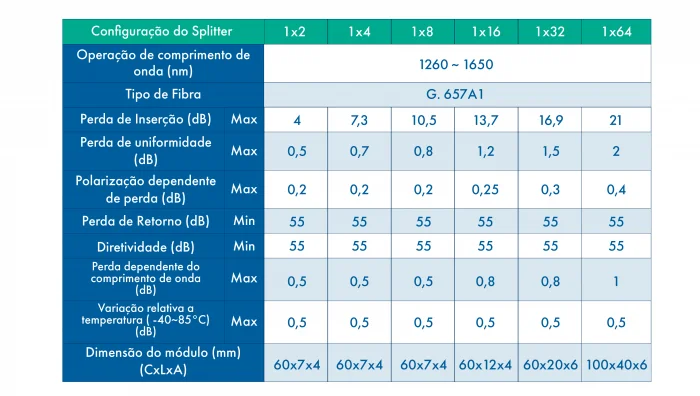 Configuração do Splitter 1x2 1x4 1x8 1x16 1x32 1x64
Operação de comprimento de
onda (nm) 1260 ~ 1650
Tipo de Fibra G. 657A1
Perda de Inserção (dB) Max 4 7,3 10,5 13,7 16,9 21
Perda de uniformidade
(dB) Max 0,5 0,7 0,8 1,2 1,5 2
Polarização dependente
de perda (dB) Max 0,2 0,2 0,2 0,25 0,3 0,4
Perda de Retorno (dB) Min 55 55 55 55 55 55
Diretividade (dB) Min 55 55 55 55 55 55
Perda dependente do
comprimento de onda
(dB) Max 0,5 0,5 0,5 0,8 0,8 1
Variação relativa a
temperatura ( -40~85°C)
(dB) Max 0,5 0,5 0,5 0,5 0,5 0,5
Dimensão do módulo (mm)
(CxLxA) 60x7x4 60x7x4 60x7x4 60x12x4 60x20x6 100x40x6